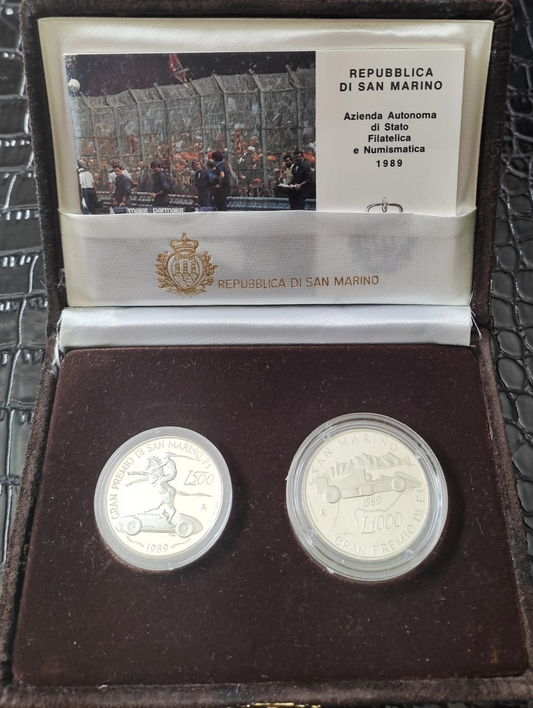 REPUBBLICA
DI SAN MARINO
Azienda Autonoma
di Stato
Filatelica
e Numismatica
1989
REPUBBLICA DI SAN MARINO
GRAN PREMIO DI SAN MARINO F1
L.500
R
1989
SAN MARINO
1989
R
L.1000
GRAN PREMIO DI F1